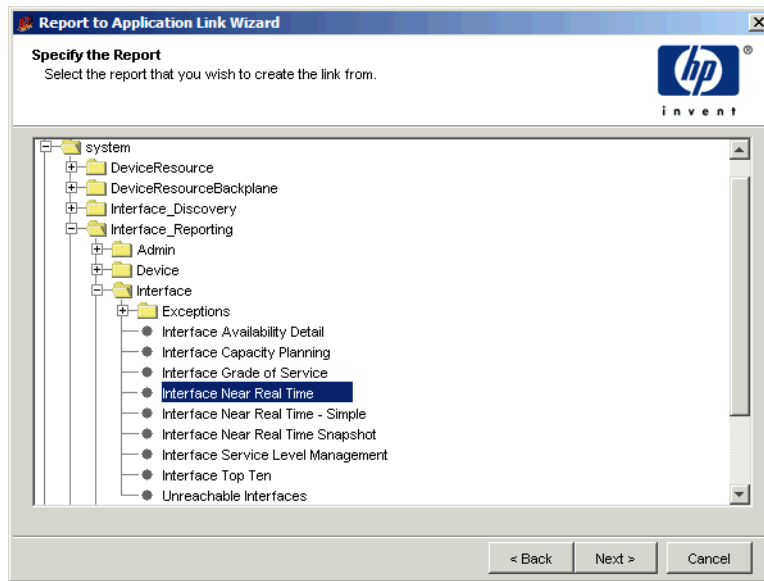 Report to Application Link Wizard
Specify the Report
Select the report that you wish to create the link from.
hp ®
invent
system
DeviceResource
DeviceResourceBackplane
Interface_Discovery
Interface_Reporting
Admin
Device
Interface
Exceptions
Interface Availability Detail
Interface Capacity Planning
Interface Grade of Service
Interface Near Real Time
Interface Near Real Time - Simple
Interface Near Real Time Snapshot
Interface Service Level Management
Interface Top Ten
Unreachable Interfaces
< Back Next > Cancel